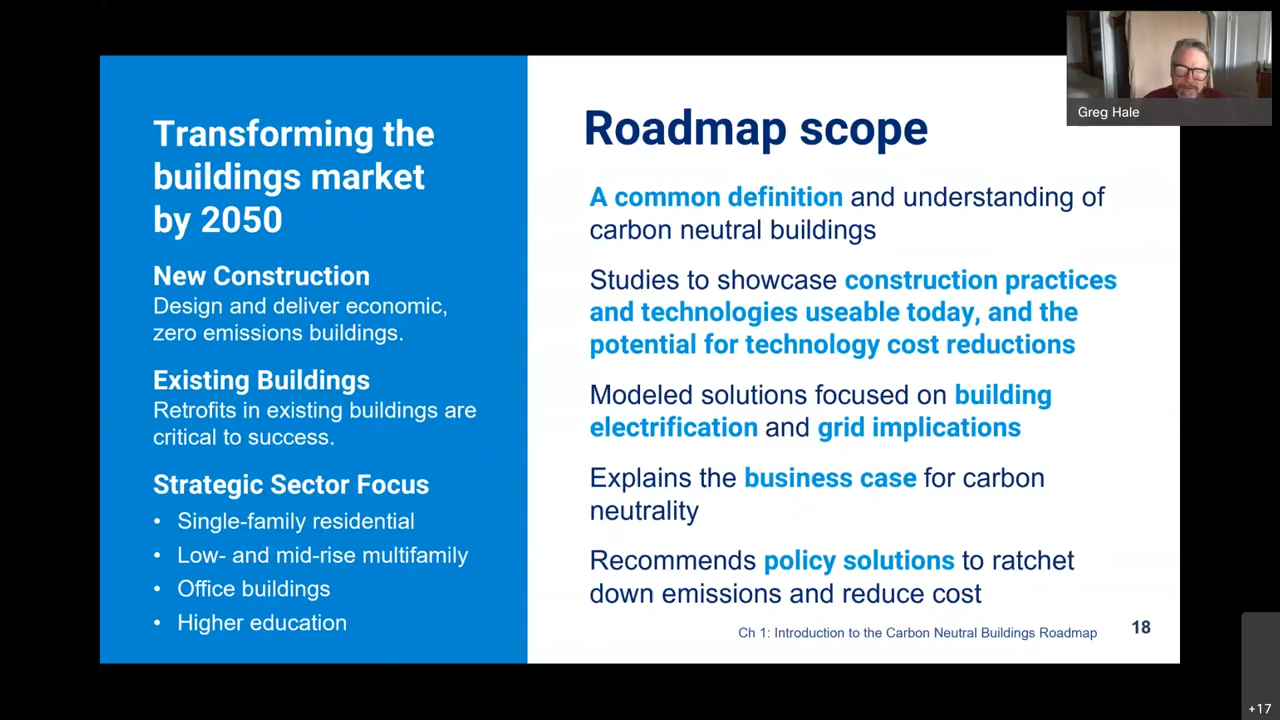 Transforming the
buildings market
by 2050
New Construction
Design and deliver economic,
zero emissions buildings.
Existing Buildings
Retrofits in existing buildings are
critical to success.
Strategic Sector Focus
• Single-family residential
• Low- and mid-rise multifamily
• Office buildings
• Higher education
Roadmap scope
A common definition and understanding of
carbon neutral buildings
Studies to showcase construction practices
and technologies useable today, and the
potential for technology cost reductions
Modeled solutions focused on building
electrification and grid implications
Explains the business case for carbon
neutrality
Recommends policy solutions to ratchet
down emissions and reduce cost
Ch 1: Introduction to the Carbon Neutral Buildings Roadmap
18
Greg Hale
+17